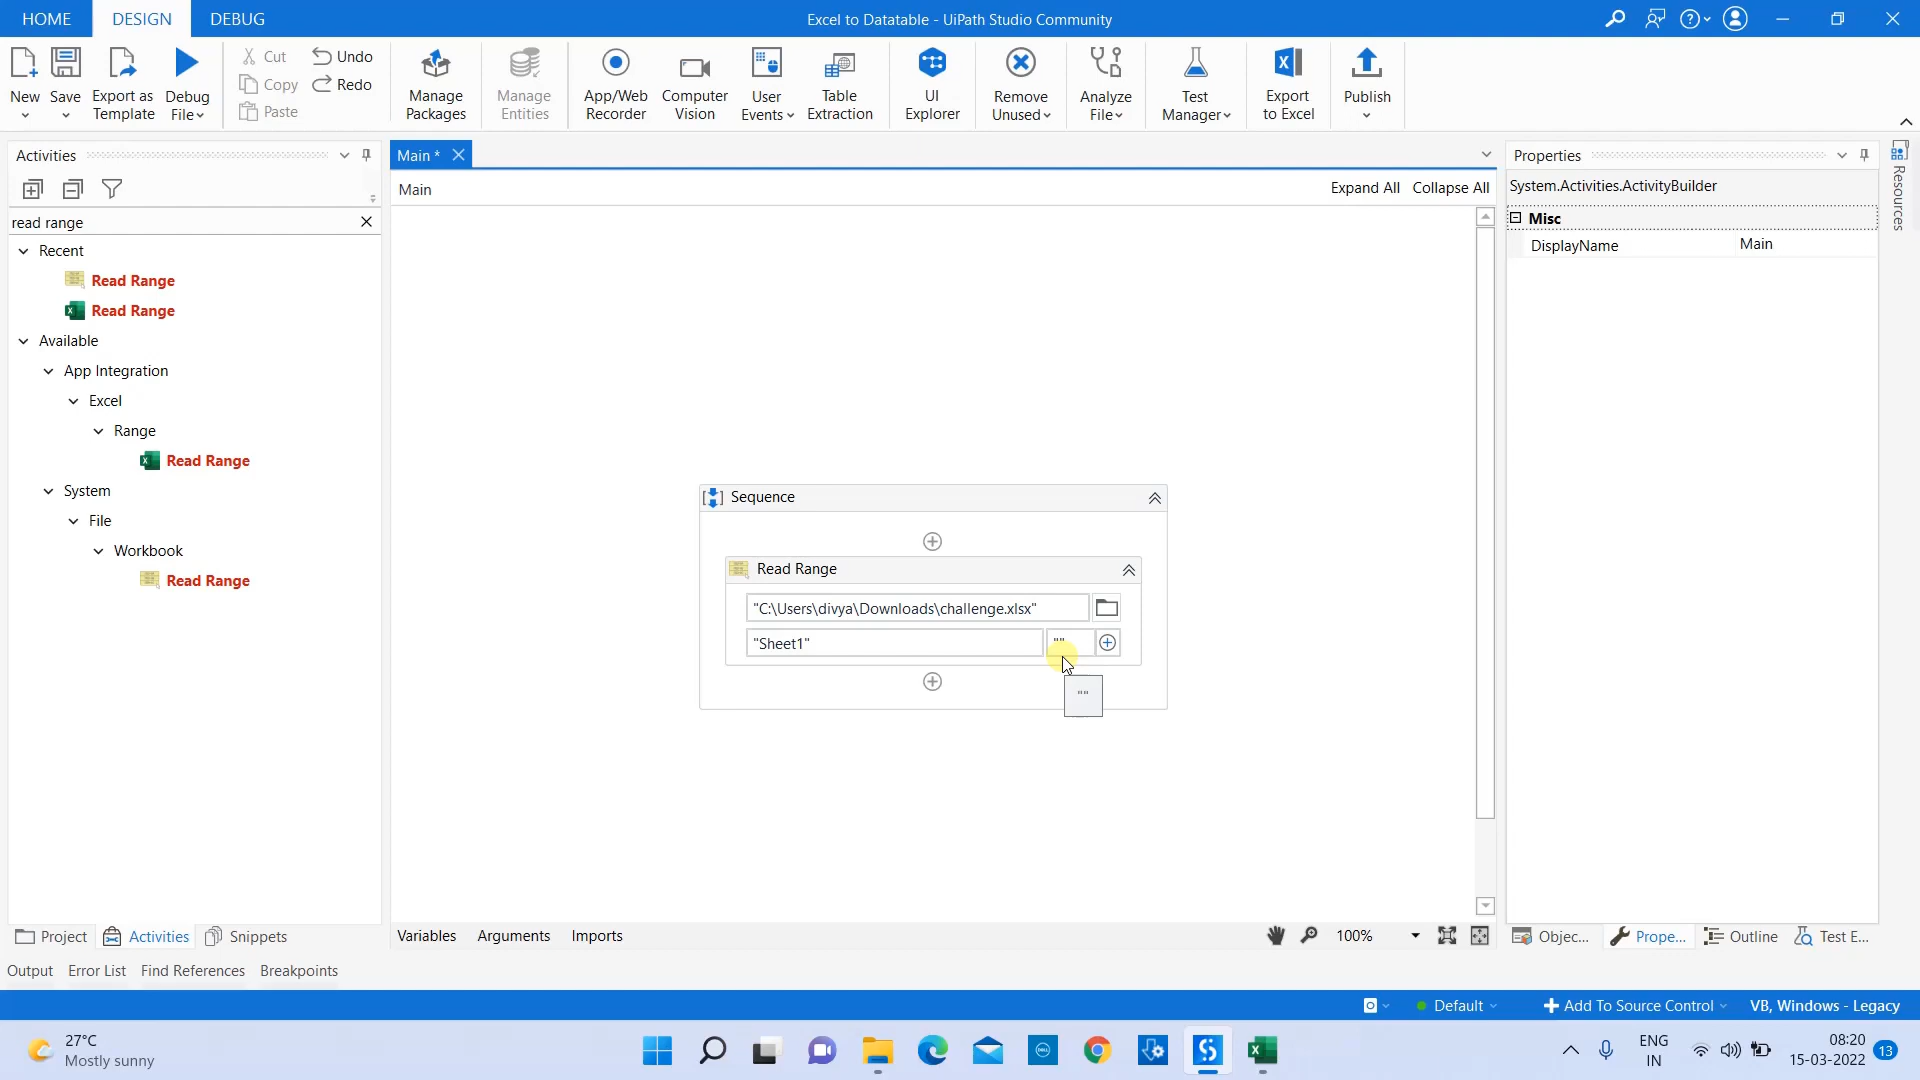 HOME DESIGN DEBUG
Excel to Datatable - UiPath Studio Community
New
Save
Export as
Template
Debug
File
Cut
Copy
Paste
Undo
Redo
Manage
Packages
Manage
Entities
App/Web
Recorder
Computer
Vision
User
Events
Table
Extraction
UI
Explorer
Remove
Unused
Analyze
File
Test
Manager
Export
to Excel
Publish
Activities
read range
Recent
Read Range
Read Range
Available
App Integration
Excel
Range
Read Range
System
File
Workbook
Read Range
Main *
Main
Expand All Collapse All
Sequence
Read Range
"C:\Users\divya\Downloads\challenge.xlsx"
"Sheet1" ""
""
Properties
System.Activities.ActivityBuilder
Misc
DisplayName Main
Resources
Project Activities Snippets
Variables Arguments Imports
100%
Objec... Prope... Outline Test E...
Output Error List Find References Breakpoints
Default Add To Source Control VB, Windows - Legacy
27°C
Mostly sunny
DELL
ENG
IN
08:20
15-03-2022
13